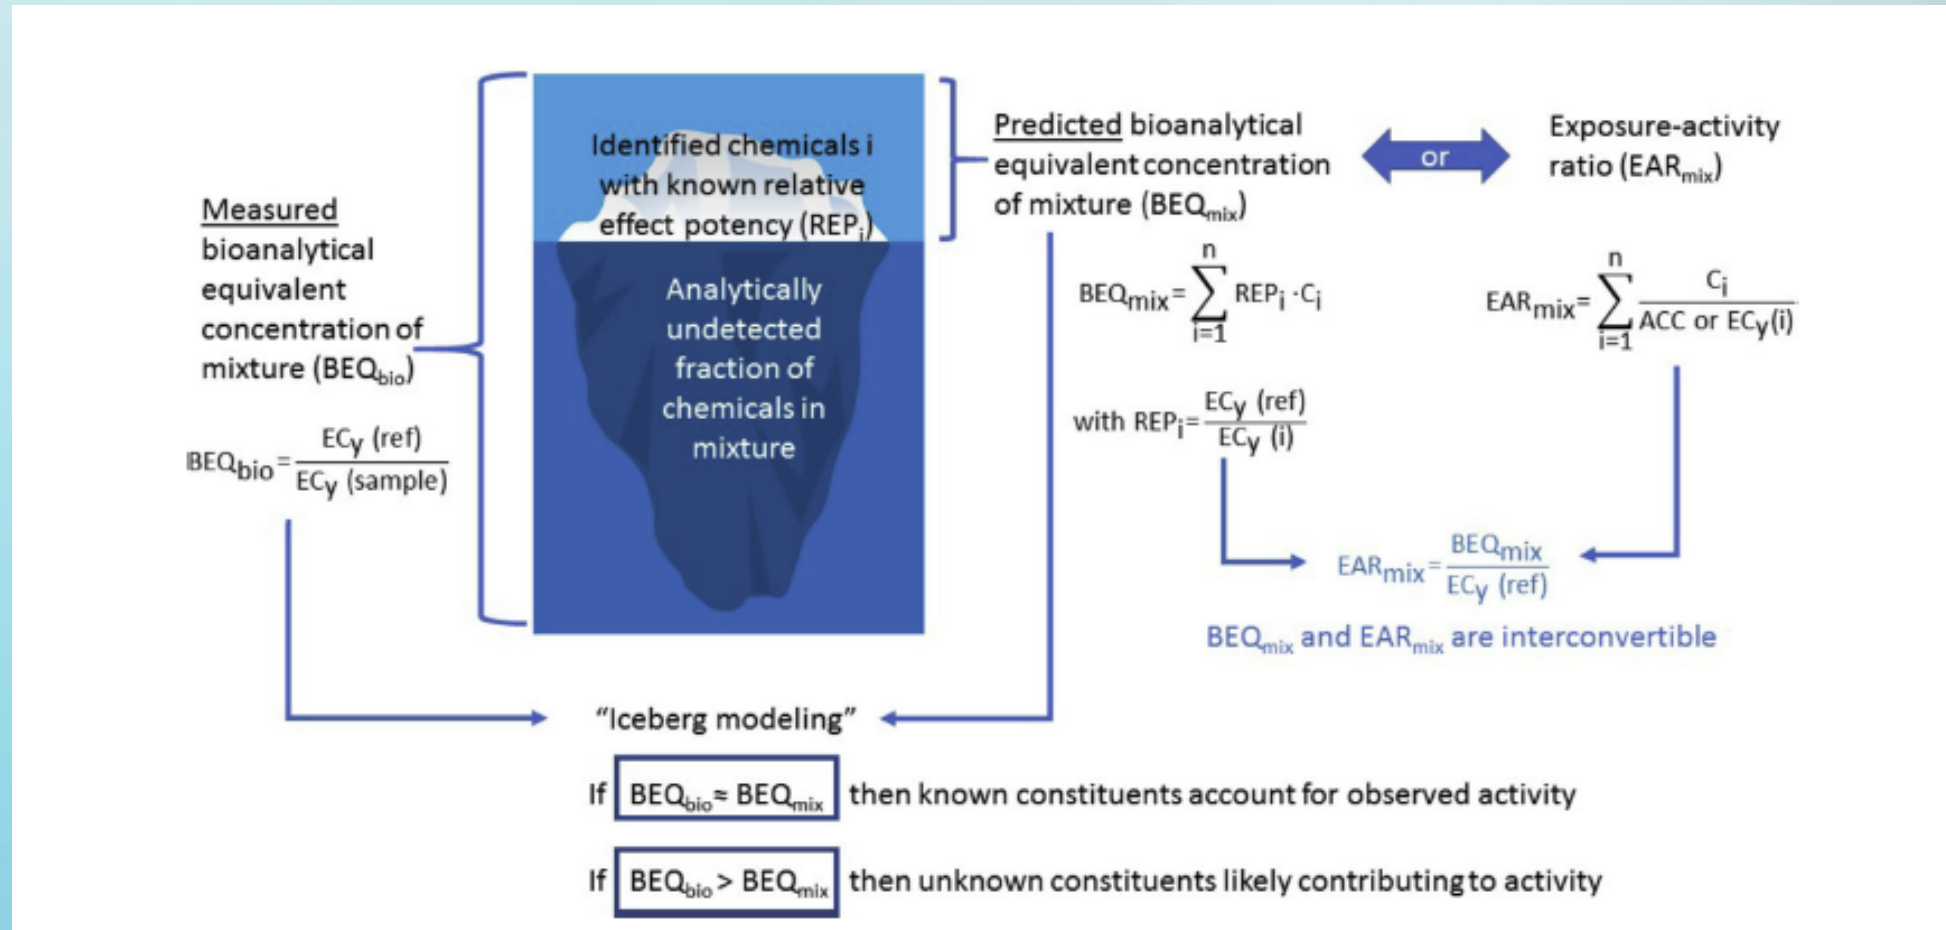 Measured
bioanalytical
equivalent
concentration of
mixture (BEQbio)
BEQbio= ECy (ref)
ECy (sample)
Identified chemicals i
with known relative
effect potency (REPi)
Analytically
undetected
fraction of
chemicals in
mixture
Predicted bioanalytical
equivalent concentration
of mixture (BEQmix)
or
Exposure-activity
ratio (EARmix)
n
BEQmix= ∑ REPi ·Ci
i=1
with REPi= ECy (ref)
ECy (i)
n
EARmix= ∑ Ci
ACC or ECy(i)
i=1
EARmix= BEQmix
ECy (ref)
BEQmix and EARmix are interconvertible
“Iceberg modeling”
If BEQbio ≈ BEQmix then known constituents account for observed activity
If BEQbio > BEQmix then unknown constituents likely contributing to activity